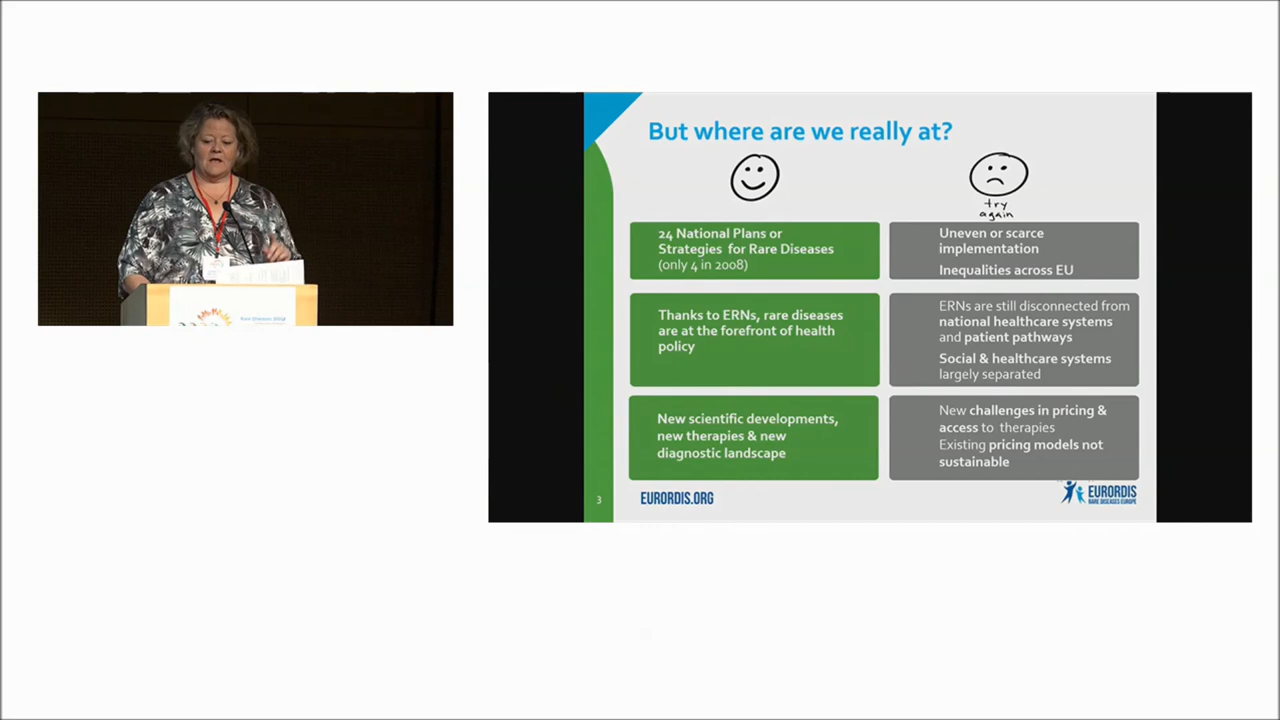 But where are we really at?
try
again
24 National Plans or
Strategies for Rare Diseases
(only 4 in 2008)
Uneven or scarce
implementation
Inequalities across EU
Thanks to ERNs, rare diseases
are at the forefront of health
policy
ERNs are still disconnected from
national healthcare systems
and patient pathways
Social & healthcare systems
largely separated
New scientific developments,
new therapies & new
diagnostic landscape
New challenges in pricing &
access to therapies
Existing pricing models not
sustainable
3
EURORDIS.ORG
EURORDIS
RARE DISEASES EUROPE